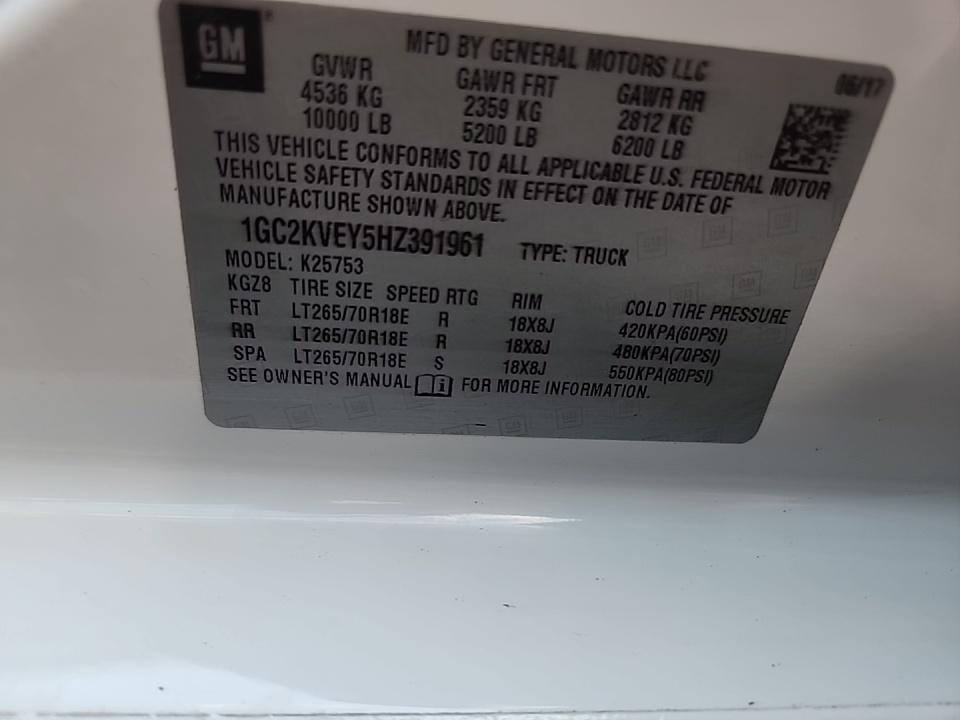 GM
MFD BY GENERAL MOTORS LLC
06/17
GVWR GAWR FRT GAWR RR
4536 KG 2359 KG 2812 KG
10000 LB 5200 LB 6200 LB
THIS VEHICLE CONFORMS TO ALL APPLICABLE U.S. FEDERAL MOTOR
VEHICLE SAFETY STANDARDS IN EFFECT ON THE DATE OF
MANUFACTURE SHOWN ABOVE.
1GC2KVEY5HZ391961 TYPE: TRUCK
MODEL: K25753
KGZ8 TIRE SIZE SPEED RTG RIM COLD TIRE PRESSURE
FRT LT265/70R18E R 18X8J 420KPA(60PSI)
RR LT265/70R18E R 18X8J 480KPA(70PSI)
SPA LT265/70R18E S 18X8J 550KPA(80PSI)
SEE OWNER'S MANUAL FOR MORE INFORMATION.